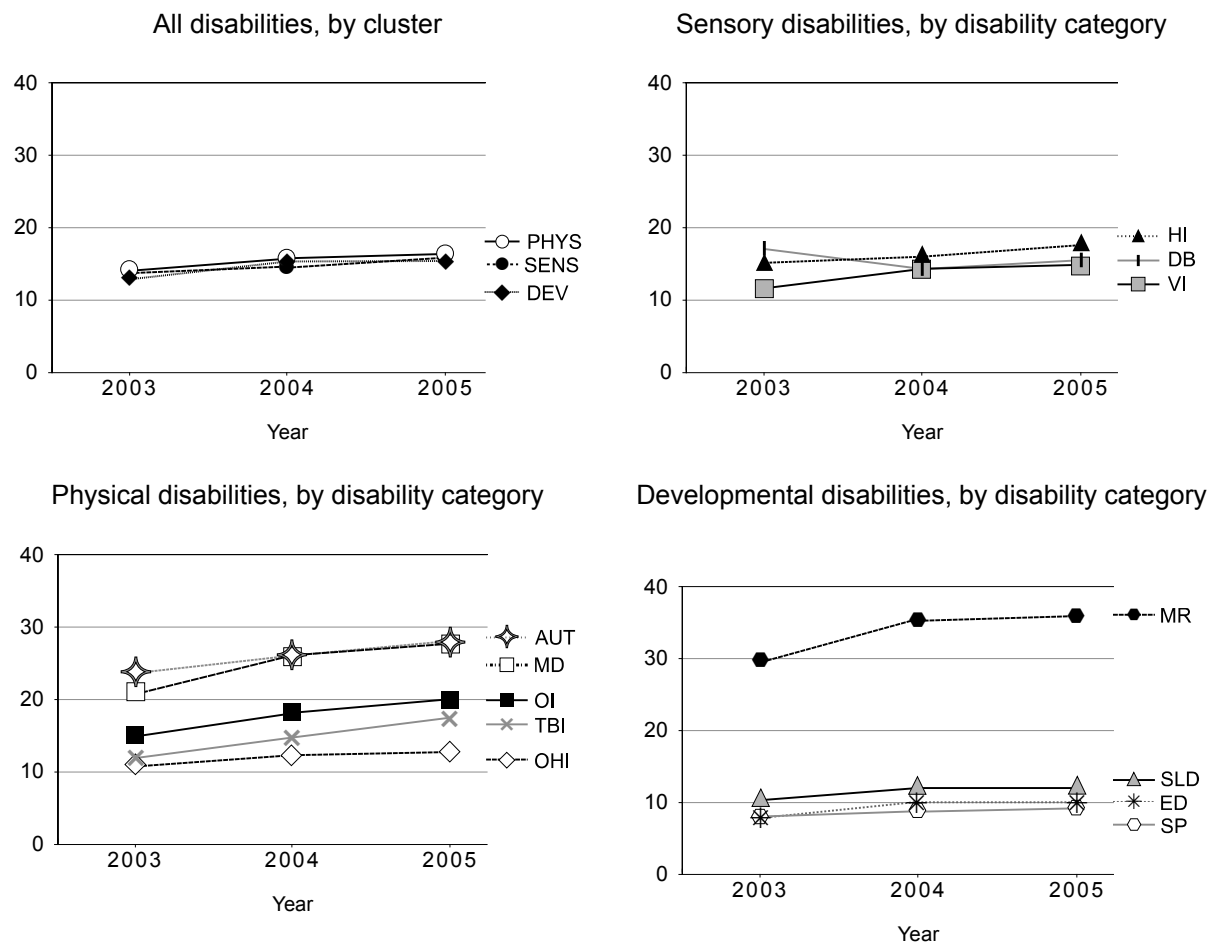 All disabilities, by cluster
40
30
20
10
0
2003 2004 2005
Year
PHYS
SENS
DEV
Sensory disabilities, by disability category
40
30
20
10
0
2003 2004 2005
Year
HI
DB
VI
Physical disabilities, by disability category
40
30
20
10
0
2003 2004 2005
Year
AUT
MD
OI
TBI
OHI
Developmental disabilities, by disability category
40
30
20
10
0
2003 2004 2005
Year
MR
SLD
ED
SP